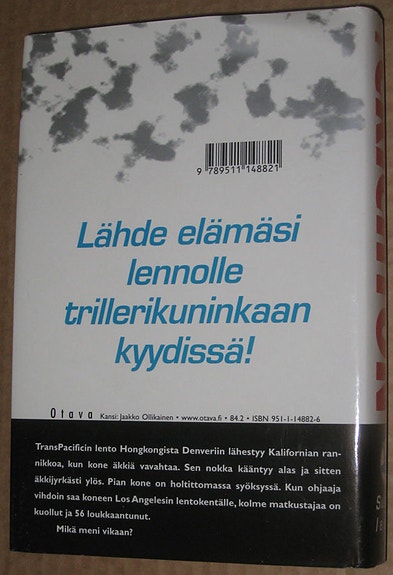 9 789511 148821
Lähde elämäsi
lennolle
trillerikuninkaan
kyydissä!
Otava Kansi: Jaakko Ollikainen • www.otava.fi • 84.2 • ISBN 951-1-14882-6
TransPacificin lento Hongkongista Denveriin lähestyy Kalifornian ran-
nikkoa, kun kone äkkiä vavahtaa. Sen nokka kääntyy alas ja sitten
äkkijyrkästi ylös. Pian kone on holtittomassa syöksyssä. Kun ohjaaja
vihdoin saa koneen Los Angelesin lentokentälle, kolme matkustajaa on
kuollut ja 56 loukkaantunut.
Mikä meni vikaan?